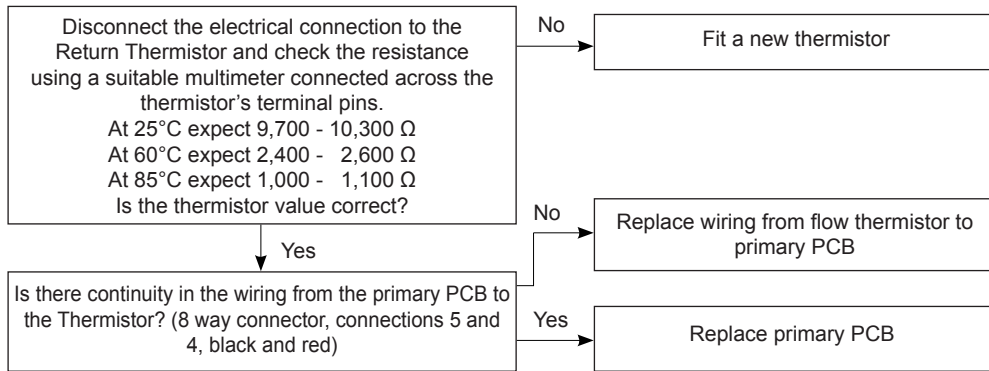 Disconnect the electrical connection to the
Return Thermistor and check the resistance
using a suitable multimeter connected across the
thermistor's terminal pins.
At 25°C expect 9,700 - 10,300 Ω
At 60°C expect 2,400 - 2,600 Ω
At 85°C expect 1,000 - 1,100 Ω
Is the thermistor value correct?
No
Fit a new thermistor
Yes
Is there continuity in the wiring from the primary PCB to
the Thermistor? (8 way connector, connections 5 and
4, black and red)
No
Replace wiring from flow thermistor to
primary PCB
Yes
Replace primary PCB